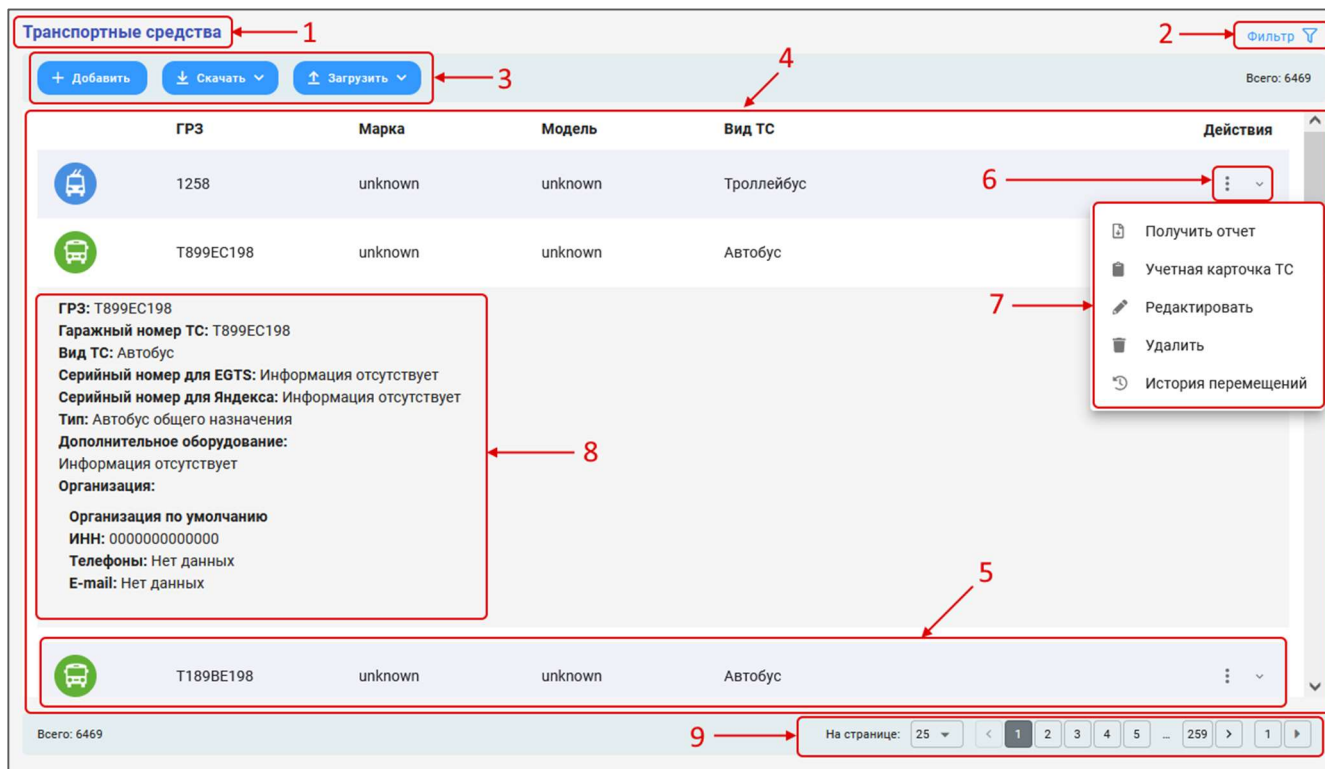 Транспортные средства 1 2 Фильтр
+ Добавить Скачать Загрузить 3 4 Всего: 6469
ГРЗ Марка Модель Вид ТС Действия
1258 unknown unknown Троллейбус 6
Т899ЕС198 unknown unknown Автобус
Получить отчет
Учетная карточка ТС
7 Редактировать
Удалить
История перемещений
ГРЗ: Т899ЕС198
Гаражный номер ТС: Т899ЕС198
Вид ТС: Автобус
Серийный номер для EGTS: Информация отсутствует
Серийный номер для Яндекса: Информация отсутствует
Тип: Автобус общего назначения
Дополнительное оборудование:
Информация отсутствует
8
Организация:
Организация по умолчанию
ИНН: 0000000000000
Телефоны: Нет данных
E-mail: Нет данных
5
Т189ВЕ198 unknown unknown Автобус
Всего: 6469 9 На странице: 25 < 1 2 3 4 5 ... 259 > 1